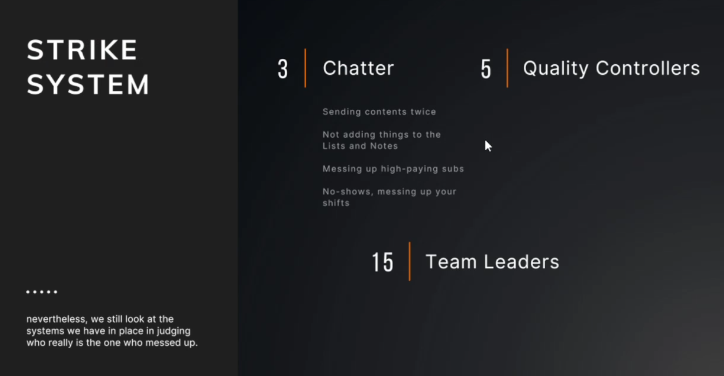 STRIKE
SYSTEM
3
Chatter
5
Quality Controllers
Sending contents twice
Not adding things to the
Lists and Notes
Messing up high-paying subs
No-shows, messing up your
shifts
15
Team Leaders
.....
nevertheless, we still look at the
systems we have in place in judging
who really is the one who messed up.